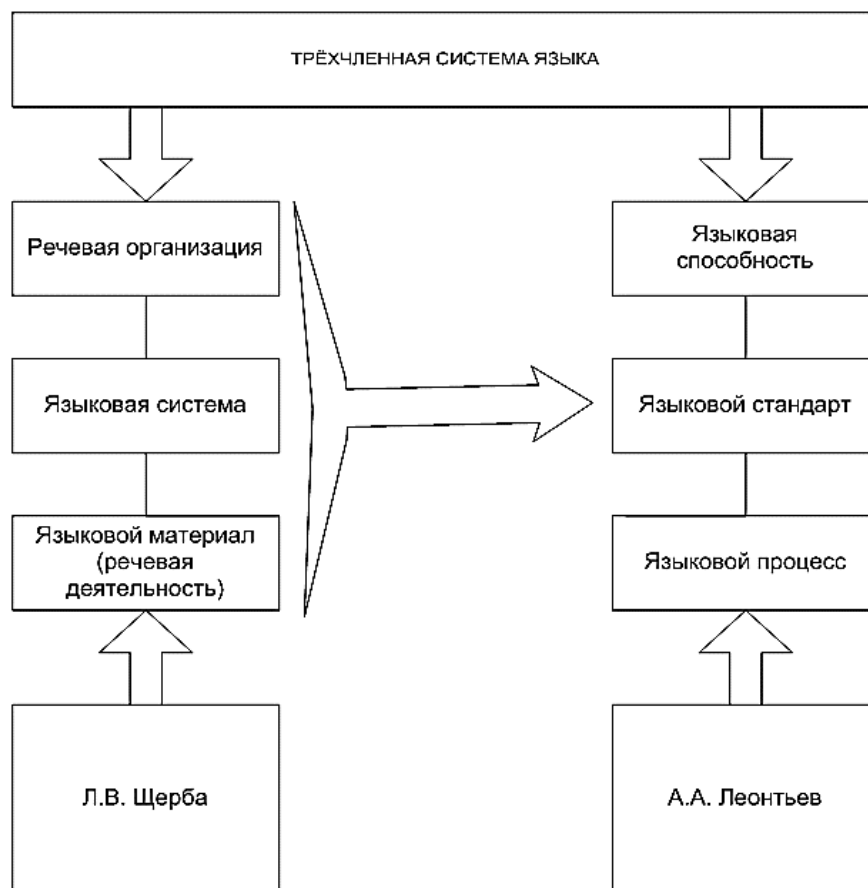 ТРЁХЧЛЕННАЯ СИСТЕМА ЯЗЫКА
Речевая организация
Языковая система
Языковой материал
(речевая
деятельность)
Л.В. Щерба
Языковая
способность
Языковой стандарт
Языковой процесс
А.А. Леонтьев